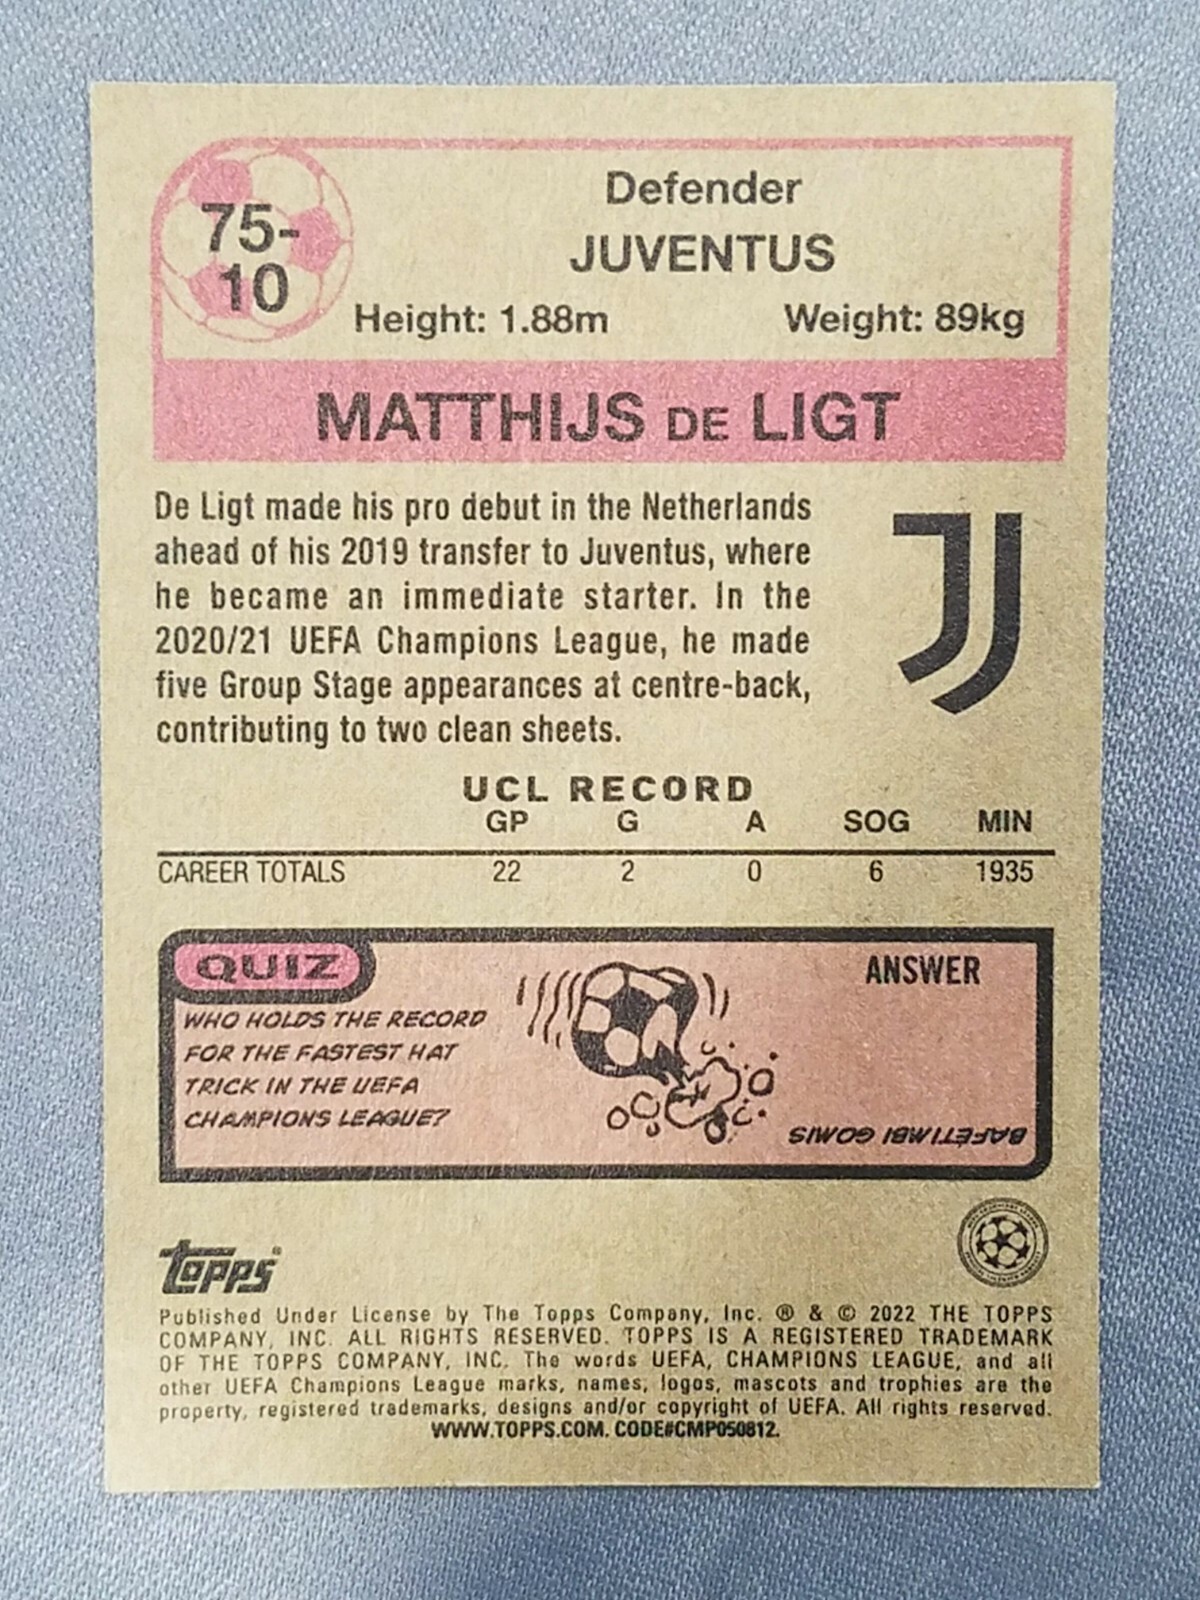 75-
10
Defender
JUVENTUS
Height: 1.88m Weight: 89kg
MATTHIJS DE LIGT
De Ligt made his pro debut in the Netherlands
ahead of his 2019 transfer to Juventus, where
he became an immediate starter. In the
2020/21 UEFA Champions League, he made
five Group Stage appearances at centre-back,
contributing to two clean sheets.
UCL RECORD
GP G A SOG MIN
CAREER TOTALS 22 2 0 6 1935
QUIZ
WHO HOLDS THE RECORD
FOR THE FASTEST HAT
TRICK IN THE UEFA
CHAMPIONS LEAGUE?
ANSWER
BAFÉTIMBI GOMIS
Topps
Published Under License by The Topps Company, Inc. ® & © 2022 THE TOPPS
COMPANY, INC. ALL RIGHTS RESERVED. TOPPS IS A REGISTERED TRADEMARK
OF THE TOPPS COMPANY, INC. The words UEFA, CHAMPIONS LEAGUE, and all
other UEFA Champions League marks, names, logos, mascots and trophies are the
property, registered trademarks, designs and/or copyright of UEFA. All rights reserved.
WWW.TOPPS.COM. CODE#CMP050812.